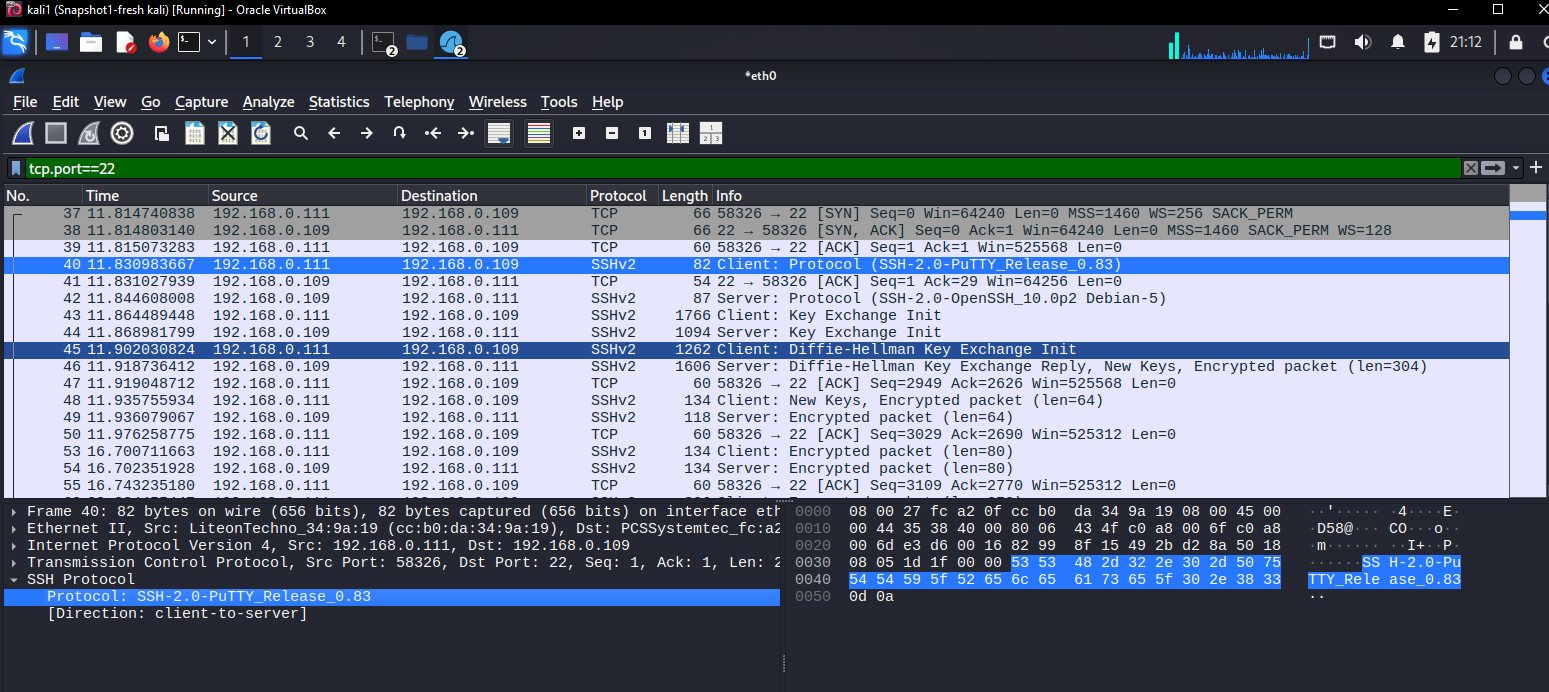 kali1 (Snapshot1-fresh kali) [Running] - Oracle VirtualBox
1 2 3 4 2 2 21:12
*eth0
File Edit View Go Capture Analyze Statistics Telephony Wireless Tools Help
tcp.port==22
No. Time Source Destination Protocol Length Info
37 11.814740838 192.168.0.111 192.168.0.109 TCP 66 58326 → 22 [SYN] Seq=0 Win=64240 Len=0 MSS=1460 WS=256 SACK_PERM
38 11.814803140 192.168.0.109 192.168.0.111 TCP 66 22 → 58326 [SYN, ACK] Seq=0 Ack=1 Win=64240 Len=0 MSS=1460 SACK_PERM WS=128
39 11.815073283 192.168.0.111 192.168.0.109 TCP 60 58326 → 22 [ACK] Seq=1 Ack=1 Win=525568 Len=0
40 11.830983667 192.168.0.111 192.168.0.109 SSHv2 82 Client: Protocol (SSH-2.0-PuTTY_Release_0.83)
41 11.831027939 192.168.0.109 192.168.0.111 TCP 54 22 → 58326 [ACK] Seq=1 Ack=29 Win=64256 Len=0
42 11.844608008 192.168.0.109 192.168.0.111 SSHv2 87 Server: Protocol (SSH-2.0-OpenSSH_10.0p2 Debian-5)
43 11.864489448 192.168.0.111 192.168.0.109 SSHv2 1766 Client: Key Exchange Init
44 11.868981799 192.168.0.109 192.168.0.111 SSHv2 1094 Server: Key Exchange Init
45 11.902030824 192.168.0.111 192.168.0.109 SSHv2 1262 Client: Diffie-Hellman Key Exchange Init
46 11.918736412 192.168.0.109 192.168.0.111 SSHv2 1606 Server: Diffie-Hellman Key Exchange Reply, New Keys, Encrypted packet (len=304)
47 11.919048712 192.168.0.111 192.168.0.109 TCP 60 58326 → 22 [ACK] Seq=2949 Ack=2626 Win=525568 Len=0
48 11.935755934 192.168.0.111 192.168.0.109 SSHv2 134 Client: New Keys, Encrypted packet (len=64)
49 11.936079067 192.168.0.109 192.168.0.111 SSHv2 118 Server: Encrypted packet (len=64)
50 11.976258775 192.168.0.111 192.168.0.109 TCP 60 58326 → 22 [ACK] Seq=3029 Ack=2690 Win=525312 Len=0
53 16.700711663 192.168.0.111 192.168.0.109 SSHv2 134 Client: Encrypted packet (len=80)
54 16.702351928 192.168.0.109 192.168.0.111 SSHv2 134 Server: Encrypted packet (len=80)
55 16.743235180 192.168.0.111 192.168.0.109 TCP 60 58326 → 22 [ACK] Seq=3109 Ack=2770 Win=525312 Len=0
Frame 40: 82 bytes on wire (656 bits), 82 bytes captured (656 bits) on interface eth
Ethernet II, Src: LiteonTechno_34:9a:19 (cc:b0:da:34:9a:19), Dst: PCSSystemtec_fc:a2
Internet Protocol Version 4, Src: 192.168.0.111, Dst: 192.168.0.109
Transmission Control Protocol, Src Port: 58326, Dst Port: 22, Seq: 1, Ack: 1, Len: 2
SSH Protocol
Protocol: SSH-2.0-PuTTY_Release_0.83
[Direction: client-to-server]
0000 08 00 27 fc a2 0f cc b0 da 34 9a 19 08 00 45 00 ··'····· ·4····E·
0010 00 44 35 38 40 00 80 06 43 4f c0 a8 00 6f c0 a8 ·D58@··· CO···o··
0020 00 6d e3 d6 00 16 82 99 8f 15 49 2b d2 8a 50 18 ·m······ ··I+··P·
0030 08 05 1d 1f 00 00 53 53 48 2d 32 2e 30 2d 50 75 ······SS H-2.0-Pu
0040 54 54 59 5f 52 65 6c 65 61 73 65 5f 30 2e 38 33 TTY_Rele ase_0.83
0050 0d 0a ··